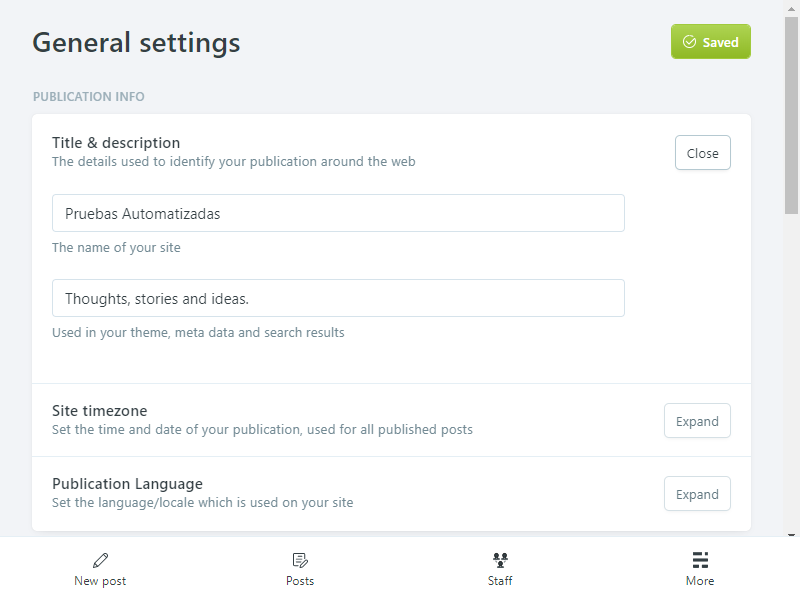 General settings
Saved
PUBLICATION INFO
Title & description
The details used to identify your publication around the web
Close
Pruebas Automatizadas
The name of your site
Thoughts, stories and ideas.
Used in your theme, meta data and search results
Site timezone
Set the time and date of your publication, used for all published posts
Expand
Publication Language
Set the language/locale which is used on your site
Expand
New post
Posts
Staff
More